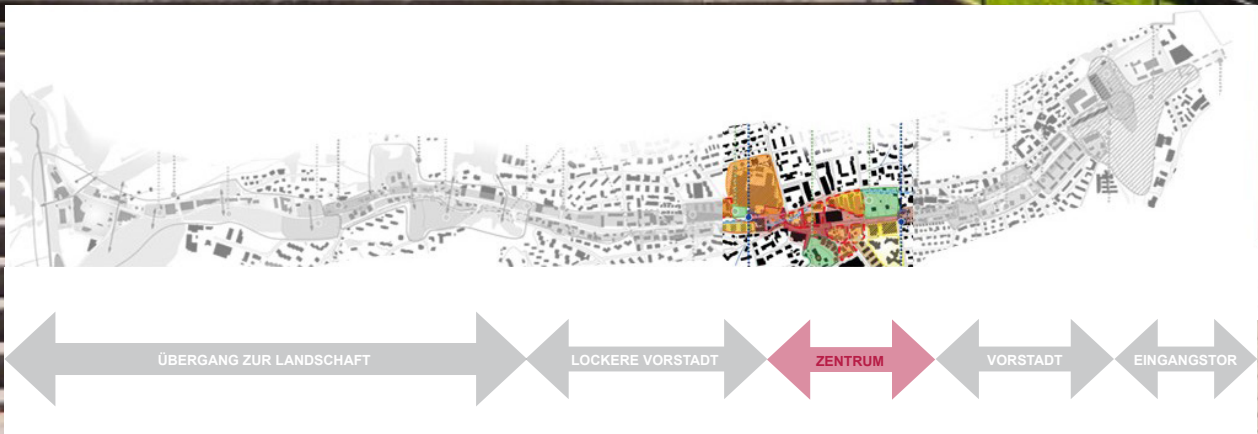 ÜBERGANG ZUR LANDSCHAFT
LOCKERE VORSTADT
ZENTRUM
VORSTADT
EINGANGSTOR